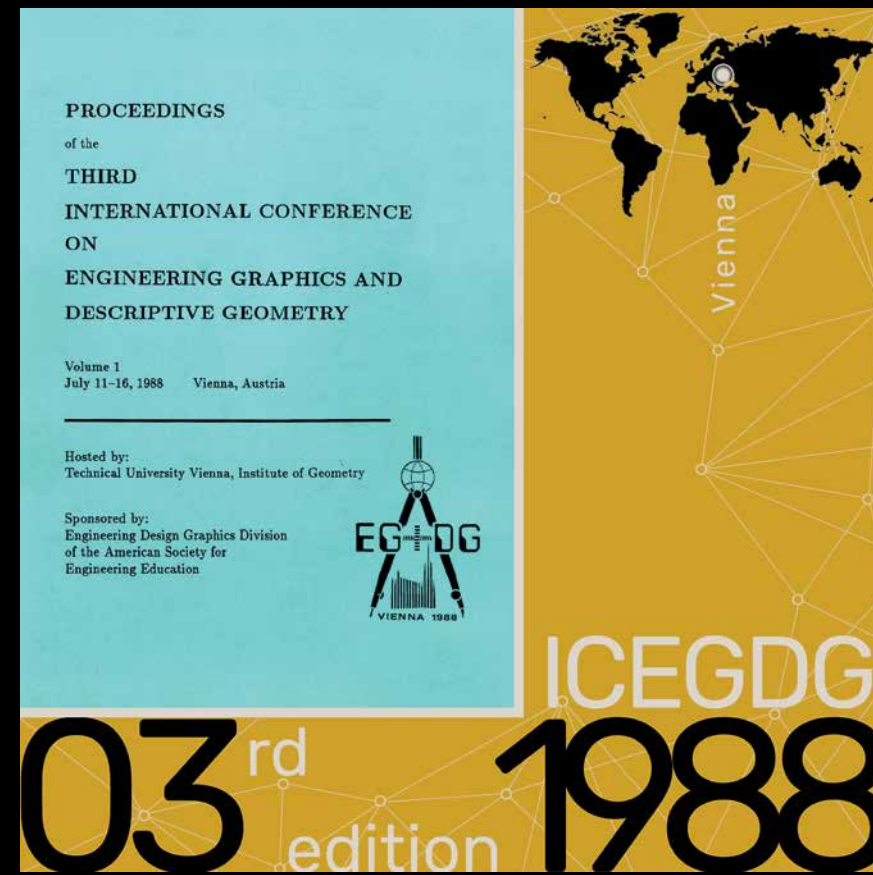 PROCEEDINGS
of the
THIRD
INTERNATIONAL CONFERENCE
ON
ENGINEERING GRAPHICS AND
DESCRIPTIVE GEOMETRY
Volume 1
July 11–16, 1988 Vienna, Austria
Hosted by:
Technical University Vienna, Institute of Geometry
Sponsored by:
Engineering Design Graphics Division
of the American Society for
Engineering Education
EG DG
VIENNA 1988
Vienna
ICEGDG
03rd edition
1988